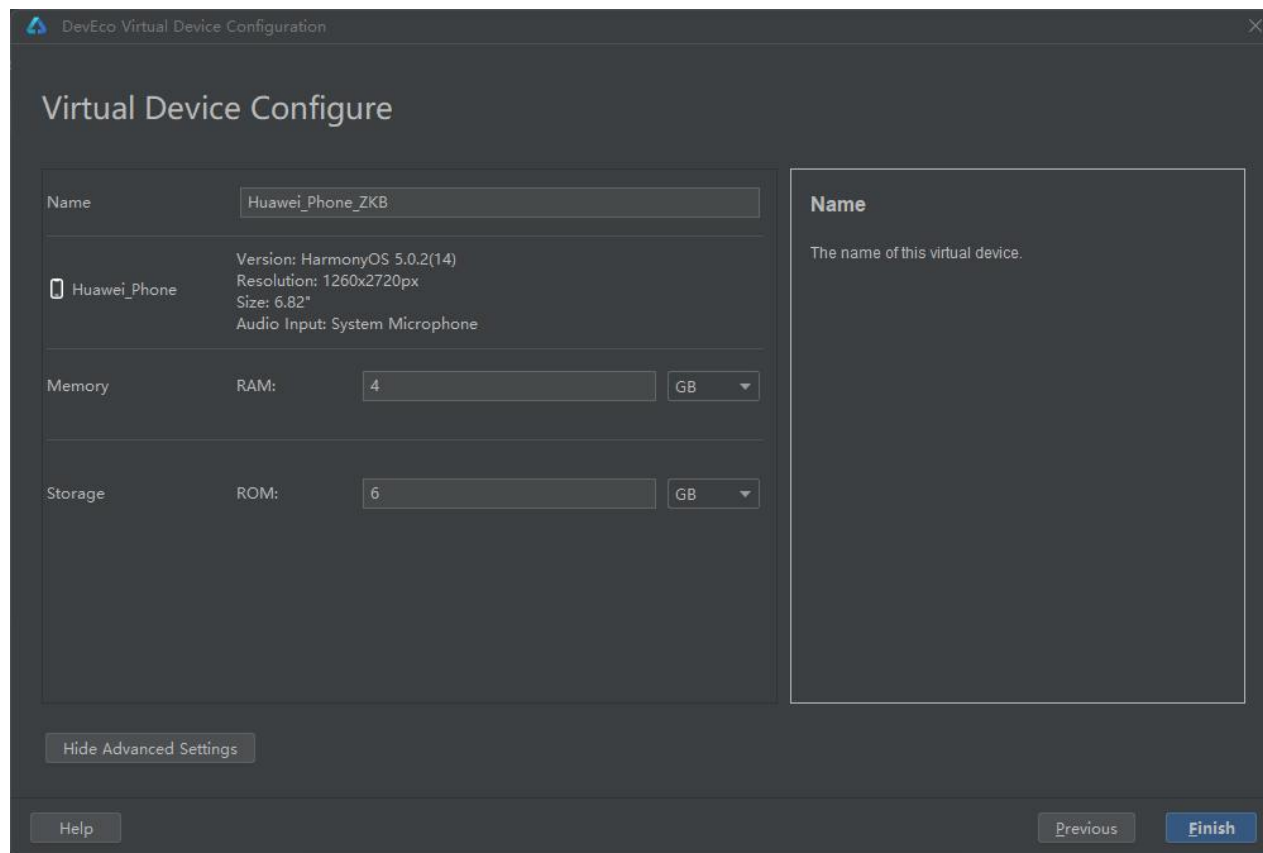 DevEco Virtual Device Configuration
Virtual Device Configure
Name
Huawei_Phone_ZKB
Huawei_Phone
Version: HarmonyOS 5.0.2(14)
Resolution: 1260x2720px
Size: 6.82"
Audio Input: System Microphone
Memory
RAM:
4
GB
Storage
ROM:
6
GB
Name
The name of this virtual device.
Hide Advanced Settings
Help
Previous
Finish